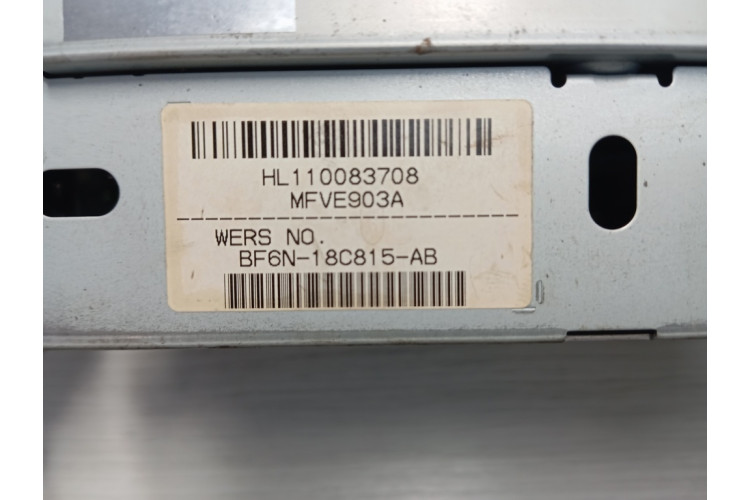 HL110083708
MFVE903A
WERS NO.
BF6N-18C815-AB